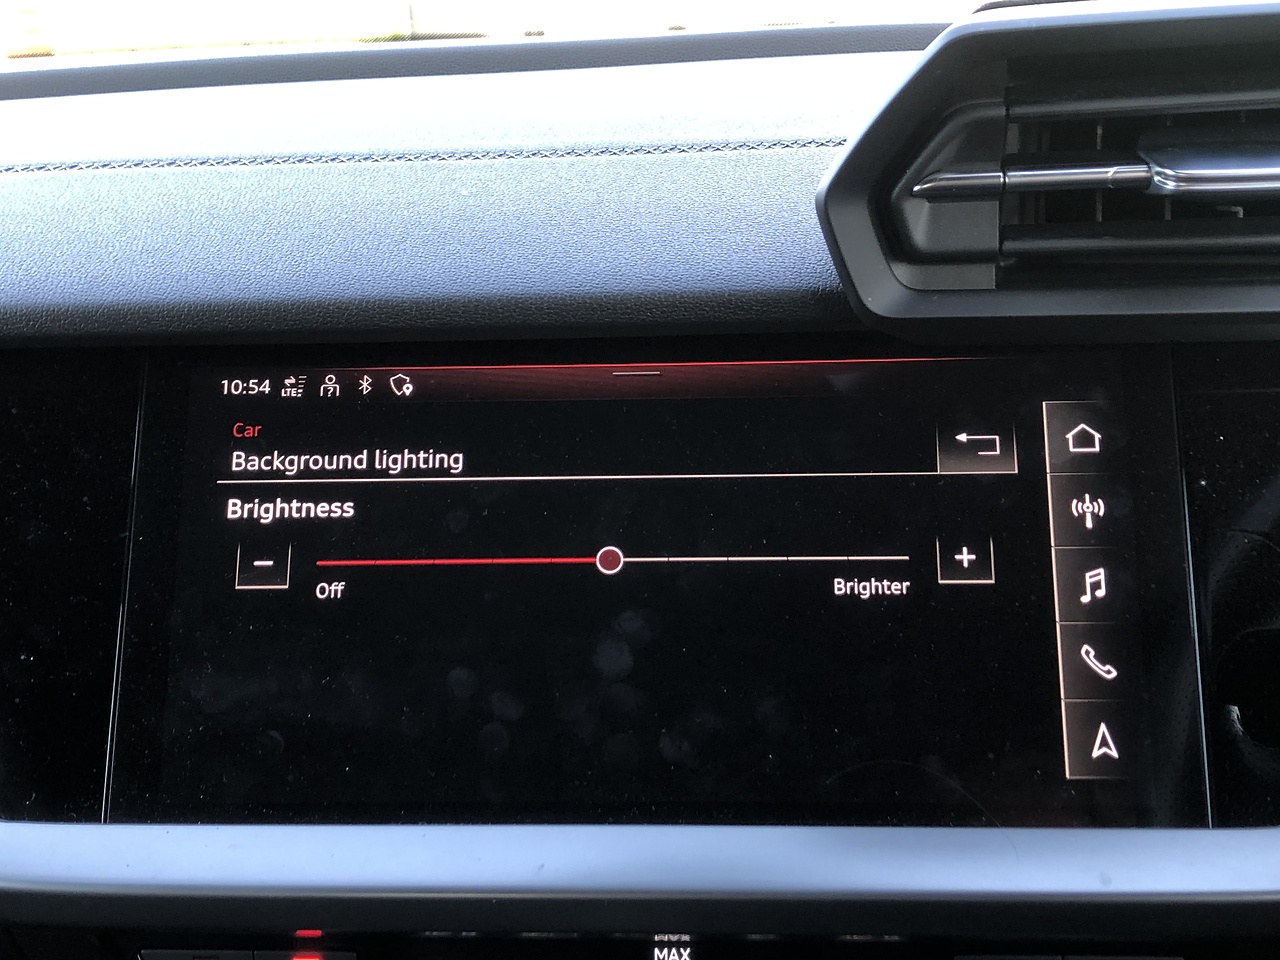 10:54 LTE ?
Car
Background lighting
Brightness
− +
Off Brighter
MAX